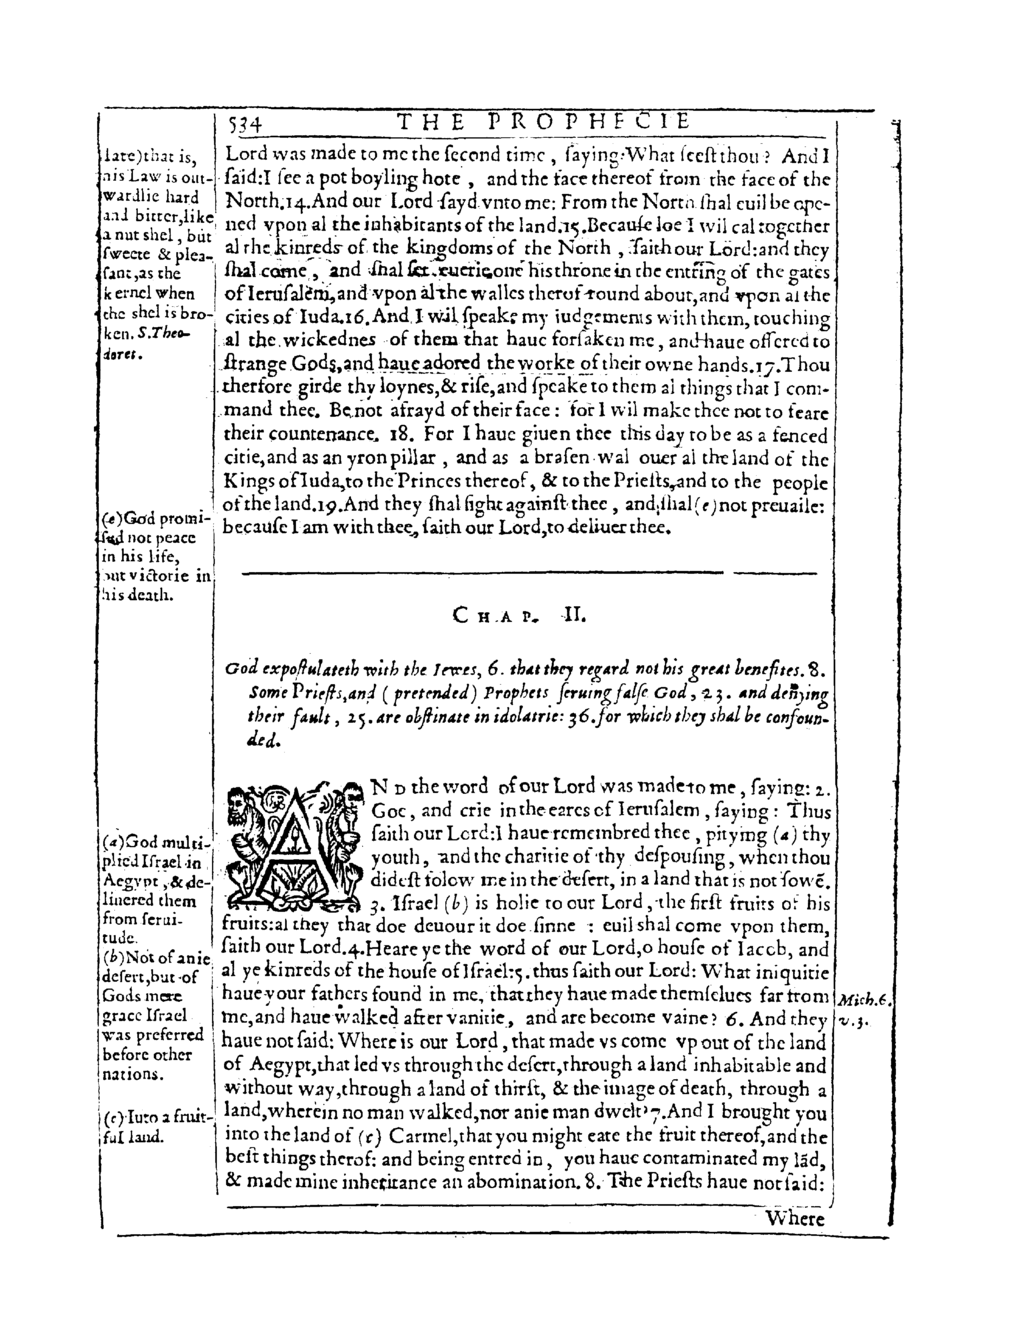 534 THE PROPHECIE
late) that is,
his Law is out-
wardlie hard
and bitter, like
a nut shel, but
ſweete & plea-
ſant, as the
kernel when
the shel is bro-
ken. S. Theo-
doret.
Lord was made to me the ſecond time, ſaying: What ſeeſt thou? And I
ſaid: I ſee a pot boyling hote, and the face thereof from the face of the
North. 14. And our Lord ſayd vnto me: From the North ſhal euil be ope-
ned vpon al the inhabitants of the land. 15. Becauſe loe I wil cal together
al the kinreds of the kingdoms of the North, ſaith our Lord: and they
ſhal come, and ſhal ſet euerie one his throne in the entring of the gates
of Ieruſalem, and vpon al the walles therof round about, and vpon al the
cities of Iuda. 16. And I wil ſpeake my iudgements with them, touching
al the wickednes of them that haue forſaken me, and haue offered to
ſtrange Gods, and haue adored the worke of their owne hands. 17. Thou
therfore girde thy loynes, & riſe, and ſpeake to them al things that I com-
mand thee. Be not afrayd of their face: for I wil make thee not to feare
their countenance. 18. For I haue giuen thee this day to be as a fenced
citie, and as an yron pillar, and as a braſen wal ouer al the land of the
Kings of Iuda, to the Princes thereof, & to the Prieſts, and to the people
of the land. 19. And they ſhal fight againſt thee, and ſhal (e) not preuaile:
becauſe I am with thee, ſaith our Lord, to deliuer thee.
(e) God promi-
ſed not peace
in his life,
but victorie in
his death.
CHAP. II.
God expoſtulateth with the Iewes, 6. that they regard not his great benefites. 8.
Some Prieſts, and (pretended) Prophets ſeruing falſe God, 23. and denying
their fault, 25. are obſtinate in idolatrie: 36. for which they shal be confoun-
ded.
AND the word of our Lord was made to me, ſaying: 2.
Goe, and crie in the eares of Ieruſalem, ſaying: Thus
ſaith our Lord: I haue remembred thee, pitying (a) thy
youth, and the charitie of thy deſpouſing, when thou
dideſt folow me in the deſert, in a land that is not ſowẽ.
3. Iſrael (b) is holie to our Lord, the firſt fruits of his
fruits: al they that doe deuour it doe ſinne: euil shal come vpon them,
ſaith our Lord. 4. Heare ye the word of our Lord, o houſe of Iacob, and
al ye kinreds of the houſe of Iſrael: 5. thus ſaith our Lord: What iniquitie
haue your fathers found in me, that they haue made themſelues far from
me, and haue walked after vanitie, and are become vaine? 6. And they
haue not ſaid: Where is our Lord, that made vs come vp out of the land
of Aegypt, that led vs through the deſert, through a land inhabitable and
without way, through a land of thirſt, & the image of death, through a
land, wherein no man walked, nor anie man dwelt? 7. And I brought you
into the land of (c) Carmel, that you might eate the fruit thereof, and the
beſt things therof: and being entred in, you haue contaminated my lãd,
& made mine inheritance an abomination. 8. The Prieſts haue not ſaid:
(a) God multi-
plied Iſrael in
Aegypt, & de-
liuered them
from ſerui-
tude.
(b) Not of anie
deſert, but of
Gods mere
grace Iſrael
was preferred
before other
nations.
(c) Into a fruit-
ful land.
Mich. 6.
v. 3.
Where